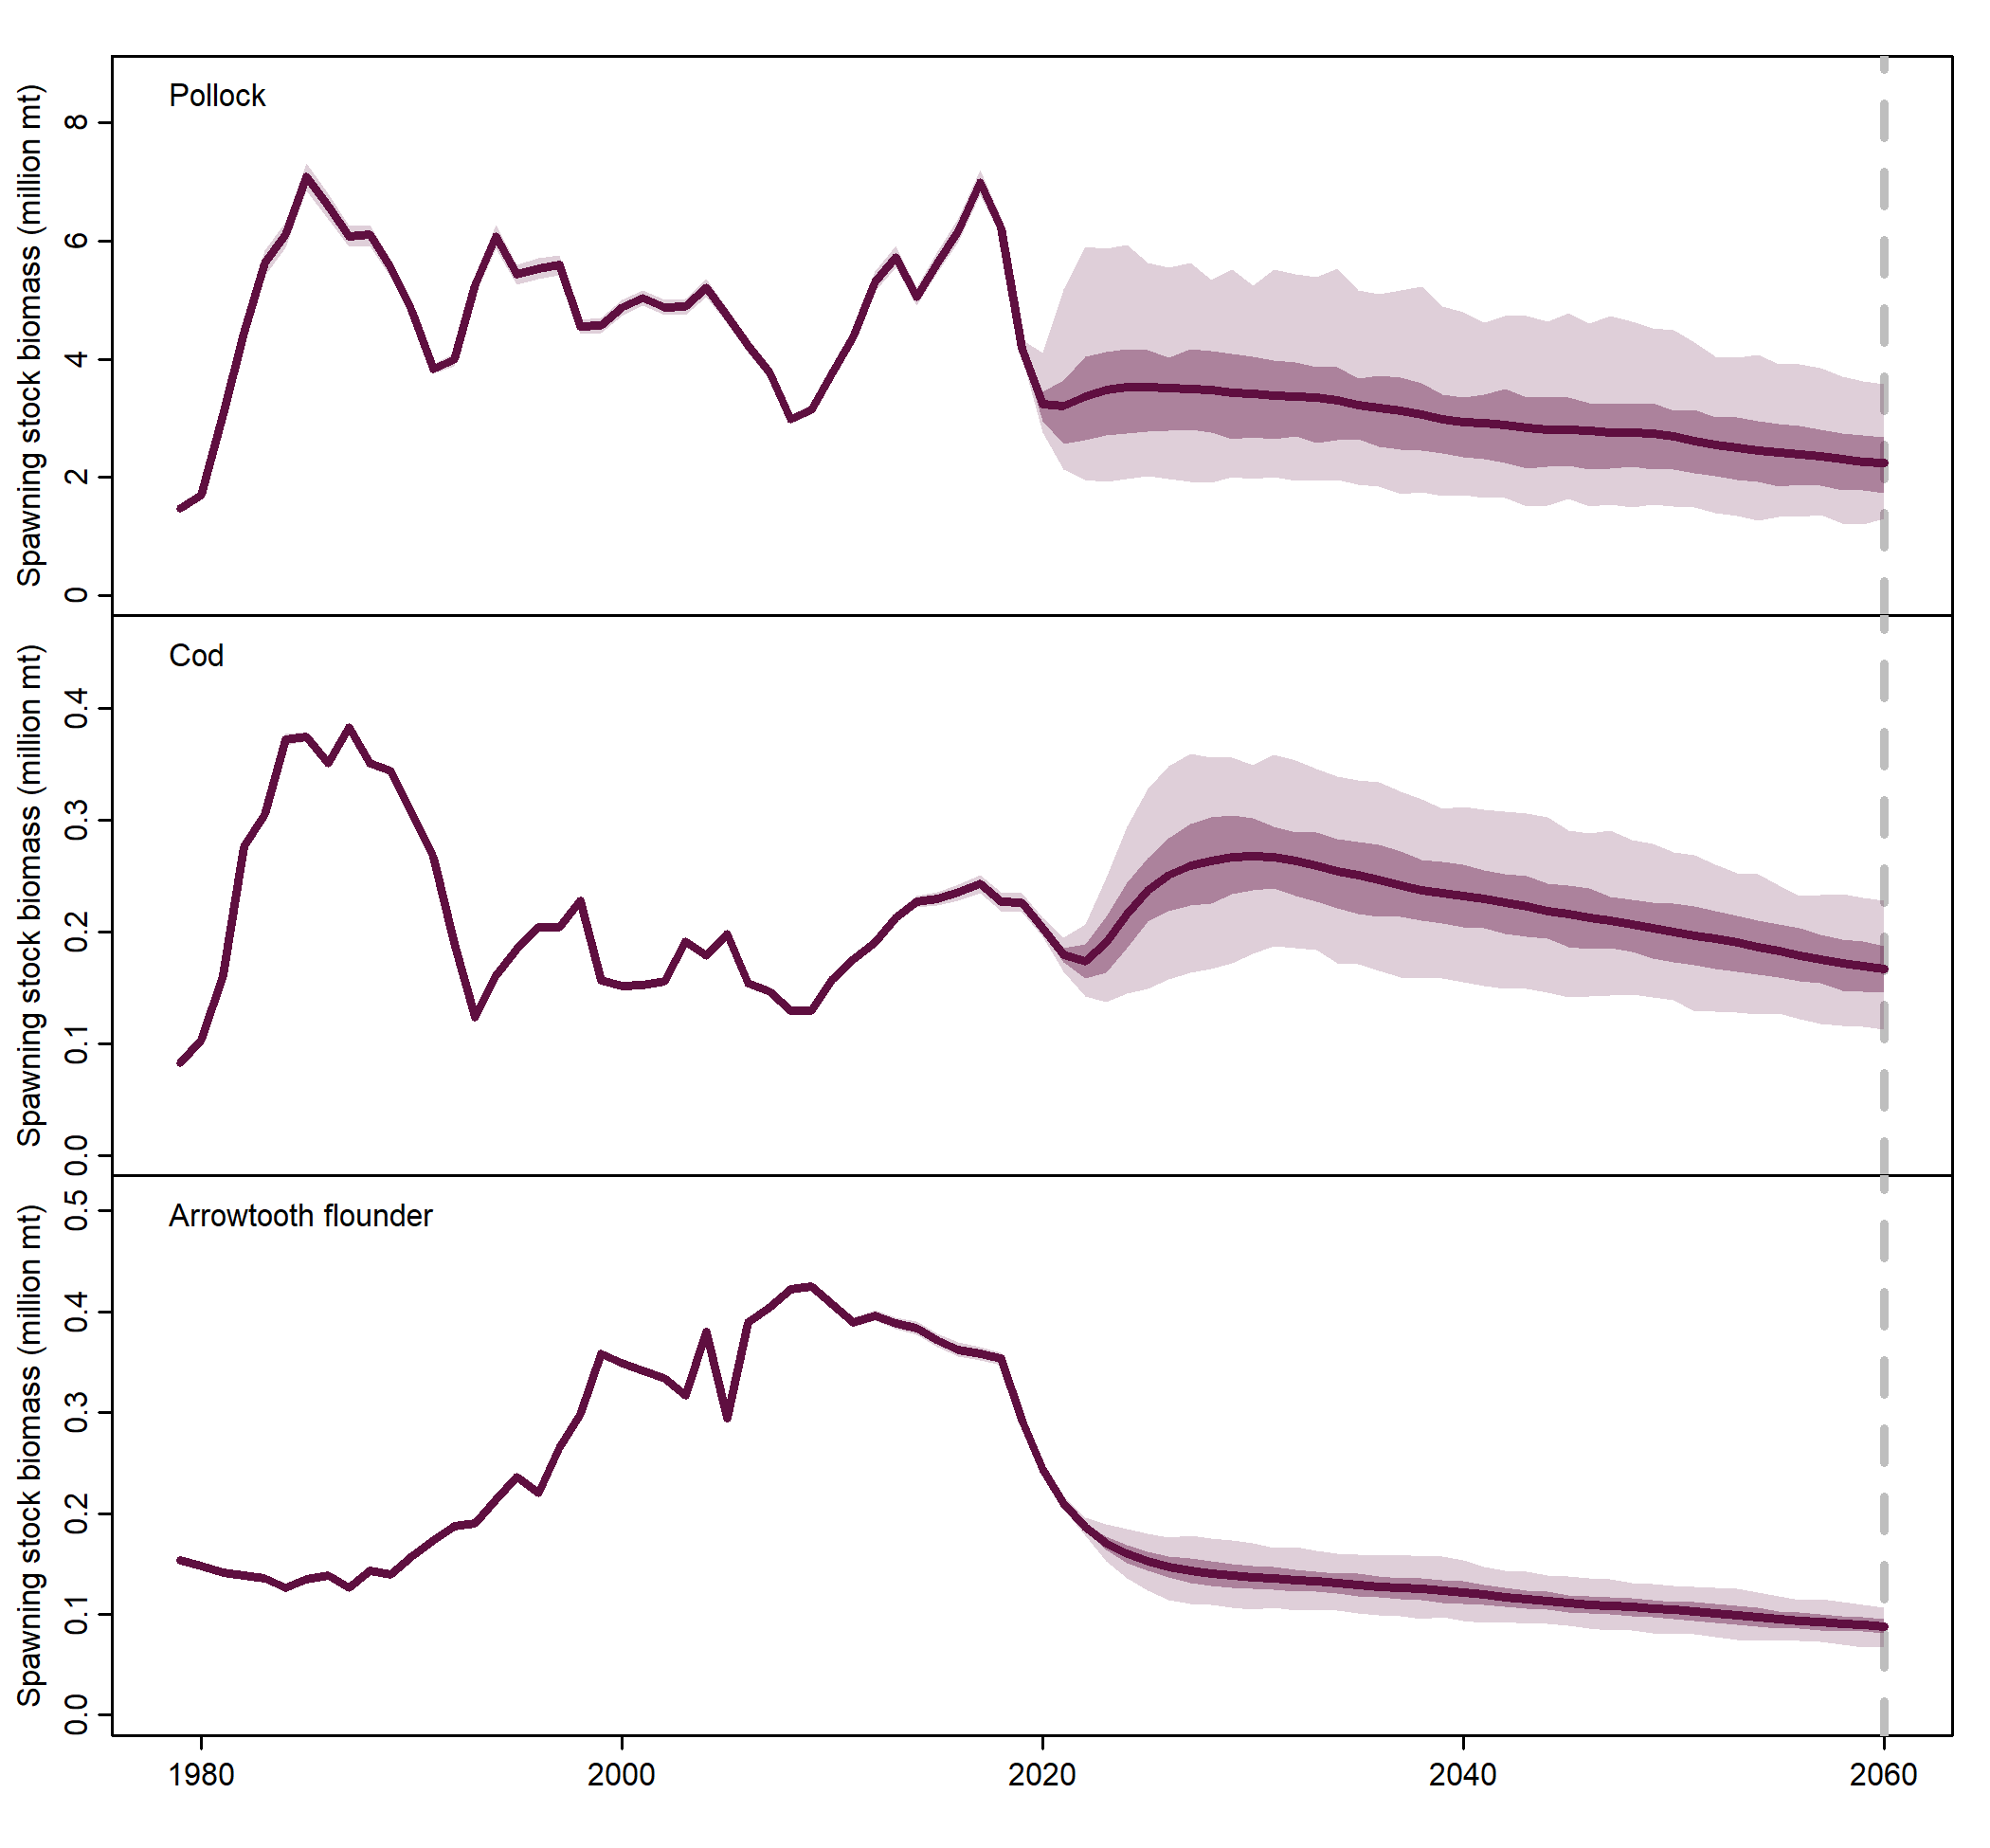 Pollock
Spawning stock biomass (million mt)
8
6
4
2
0
Cod
Spawning stock biomass (million mt)
0.4
0.3
0.2
0.1
0.0
Arrowtooth flounder
Spawning stock biomass (million mt)
0.5
0.4
0.3
0.2
0.1
0.0
1980 2000 2020 2040 2060